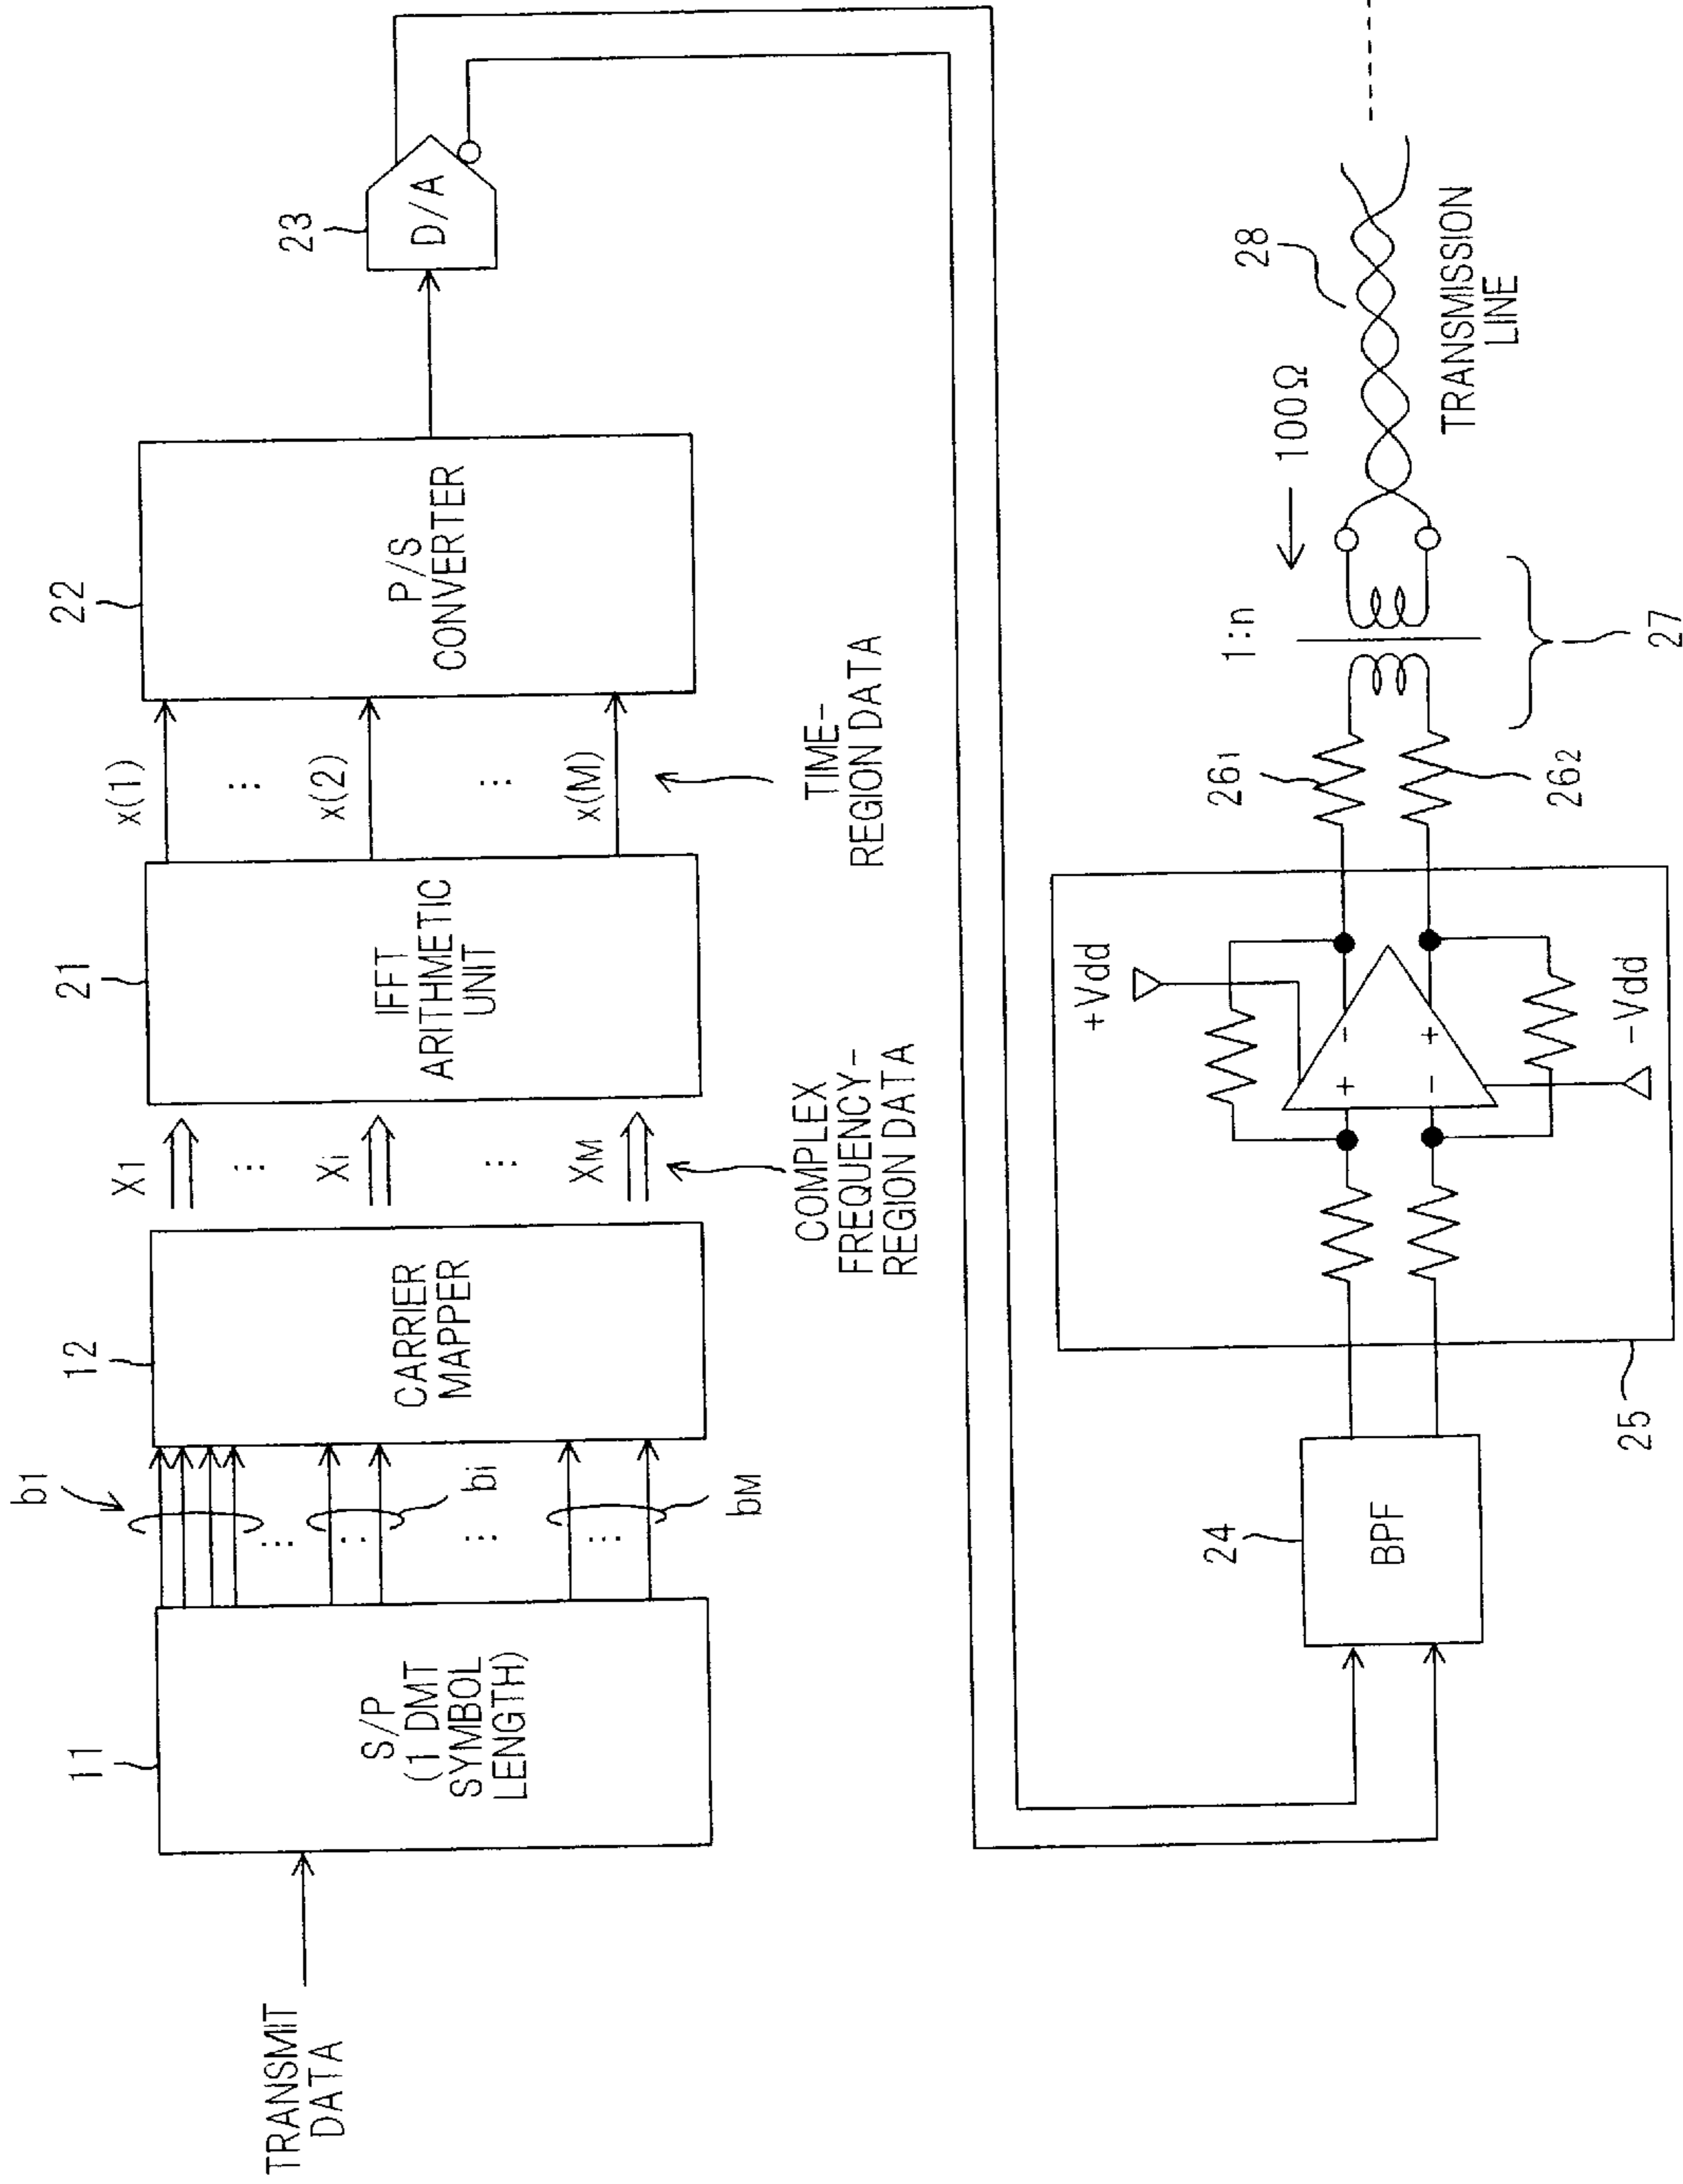 TRANSMIT
DATA
11
S/P
(1 DMT
SYMBOL
LENGTH)
b1
...
...
bi
...
...
bM
12
CARRIER
MAPPER
X1
...
Xi
...
XM
COMPLEX
FREQUENCY-
REGION DATA
21
IFFT
ARITHMETIC
UNIT
x(1)
...
x(2)
...
x(M)
TIME-
REGION DATA
22
P/S
CONVERTER
23
D/A
24
BPF
25
+Vdd
+ -
- +
-Vdd
261
262
1:n
27
100Ω
28
TRANSMISSION
LINE